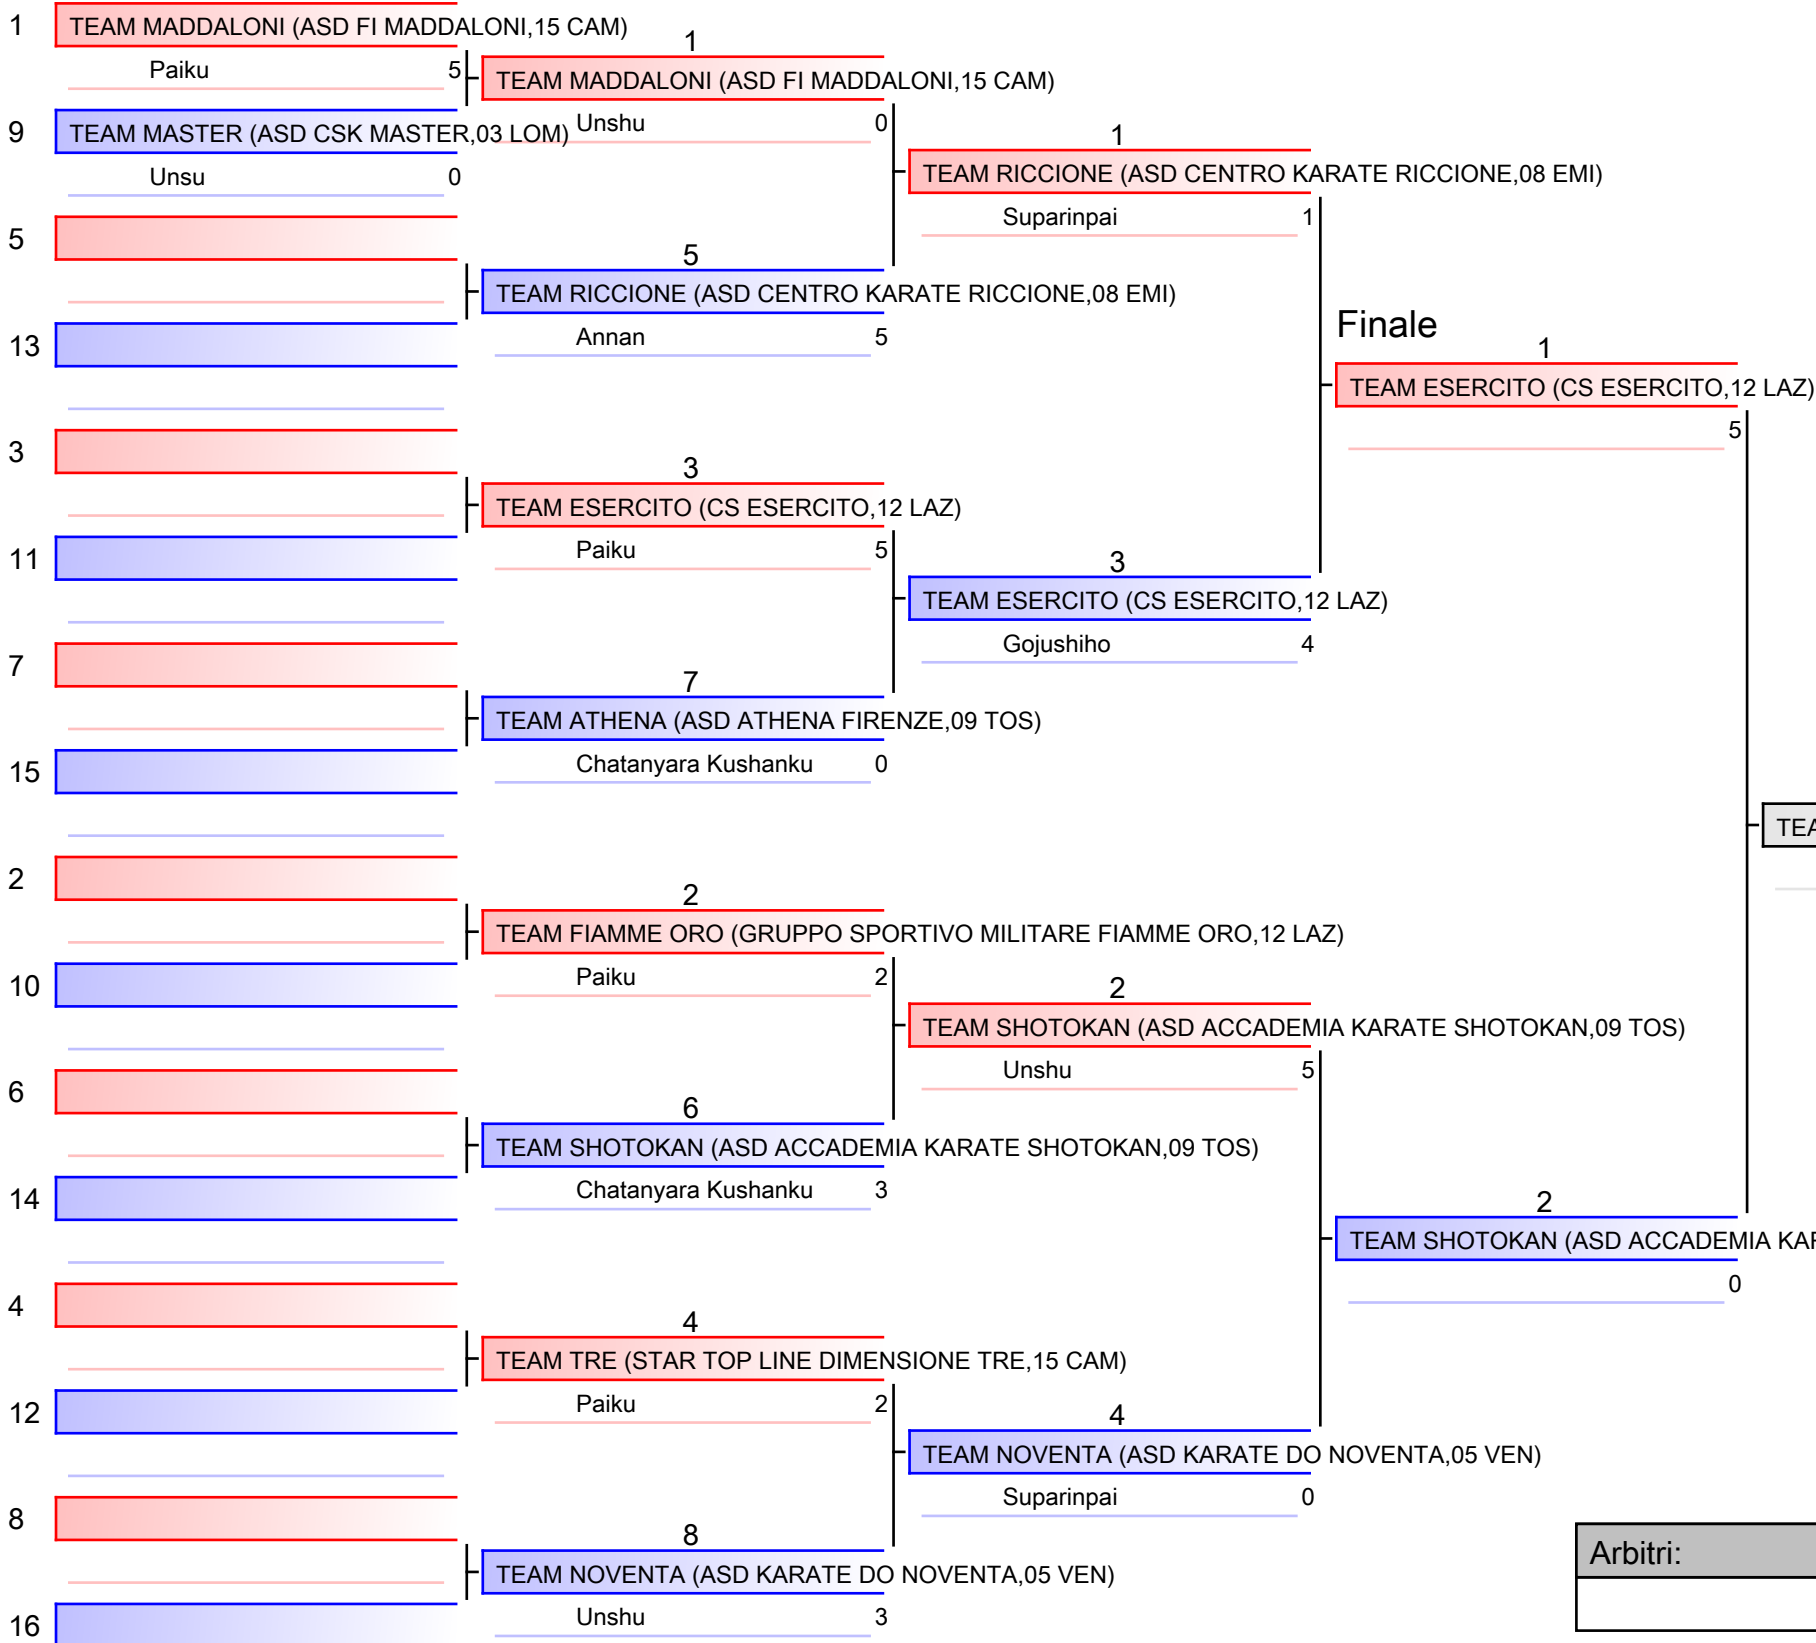 1
TEAM MADDALONI (ASD FI MADDALONI,15 CAM)
Paiku 5
9
TEAM MASTER (ASD CSK MASTER,03 LOM)
Unsu 0
5
13
3
11
7
15
2
10
6
14
4
12
8
16
1
TEAM MADDALONI (ASD FI MADDALONI,15 CAM)
Unshu 0
5
TEAM RICCIONE (ASD CENTRO KARATE RICCIONE,08 EMI)
Annan 5
3
TEAM ESERCITO (CS ESERCITO,12 LAZ)
Paiku 5
7
TEAM ATHENA (ASD ATHENA FIRENZE,09 TOS)
Chatanyara Kushanku 0
2
TEAM FIAMME ORO (GRUPPO SPORTIVO MILITARE FIAMME ORO,12 LAZ)
Paiku 2
6
TEAM SHOTOKAN (ASD ACCADEMIA KARATE SHOTOKAN,09 TOS)
Chatanyara Kushanku 3
4
TEAM TRE (STAR TOP LINE DIMENSIONE TRE,15 CAM)
Paiku 2
8
TEAM NOVENTA (ASD KARATE DO NOVENTA,05 VEN)
Unshu 3
1
TEAM RICCIONE (ASD CENTRO KARATE RICCIONE,08 EMI)
Suparinpai 1
3
TEAM ESERCITO (CS ESERCITO,12 LAZ)
Gojushiho 4
2
TEAM SHOTOKAN (ASD ACCADEMIA KARATE SHOTOKAN,09 TOS)
Unshu 5
4
TEAM NOVENTA (ASD KARATE DO NOVENTA,05 VEN)
Suparinpai 0
Finale
1
TEAM ESERCITO (CS ESERCITO,12 LAZ)
5
2
TEAM SHOTOKAN (ASD ACCADEMIA
0
Arbitri: